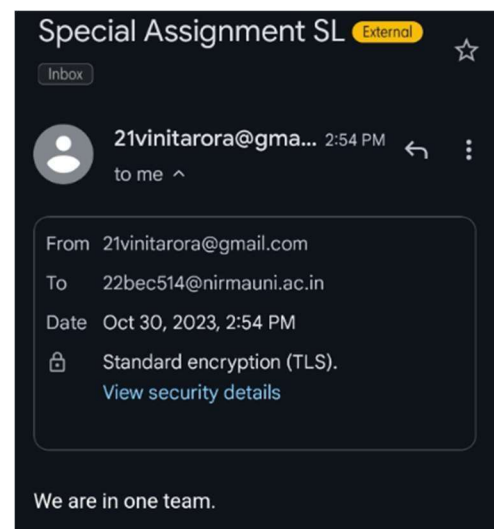 Special Assignment SL External
Inbox
21vinitarora@gma... 2:54 PM
to me
From 21vinitarora@gmail.com
To 22bec514@nirmauni.ac.in
Date Oct 30, 2023, 2:54 PM
Standard encryption (TLS).
View security details
We are in one team.